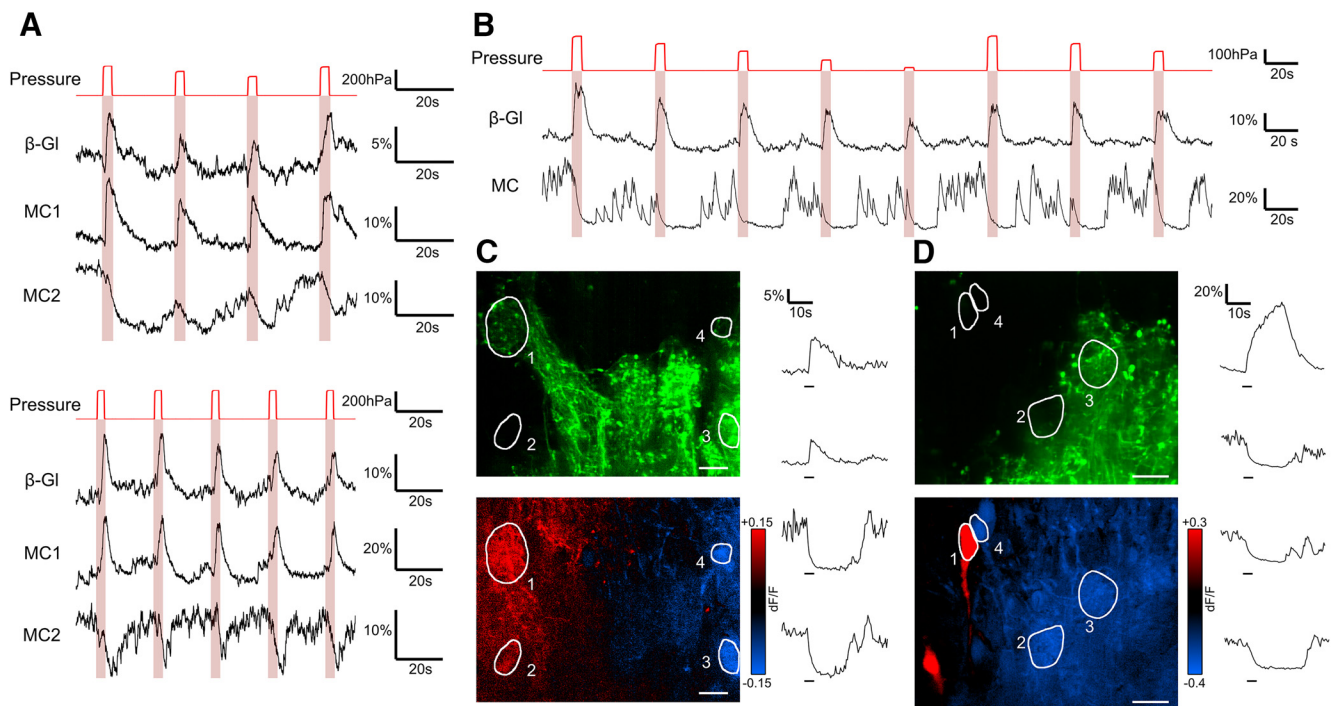 A
Pressure
200hPa
20s
β-Gl
5%
20s
MC1
10%
20s
MC2
10%
20s
Pressure
200hPa
20s
β-Gl
10%
20s
MC1
20%
20s
MC2
10%
20s
B
Pressure
100hPa
20s
β-Gl
10%
20 s
MC
20%
20s
C
1
2
3
4
5%
10s
1
2
3
4
+0.15
dF/F
-0.15
D
1
4
3
2
20%
10s
1
4
3
2
+0.3
dF/F
-0.4